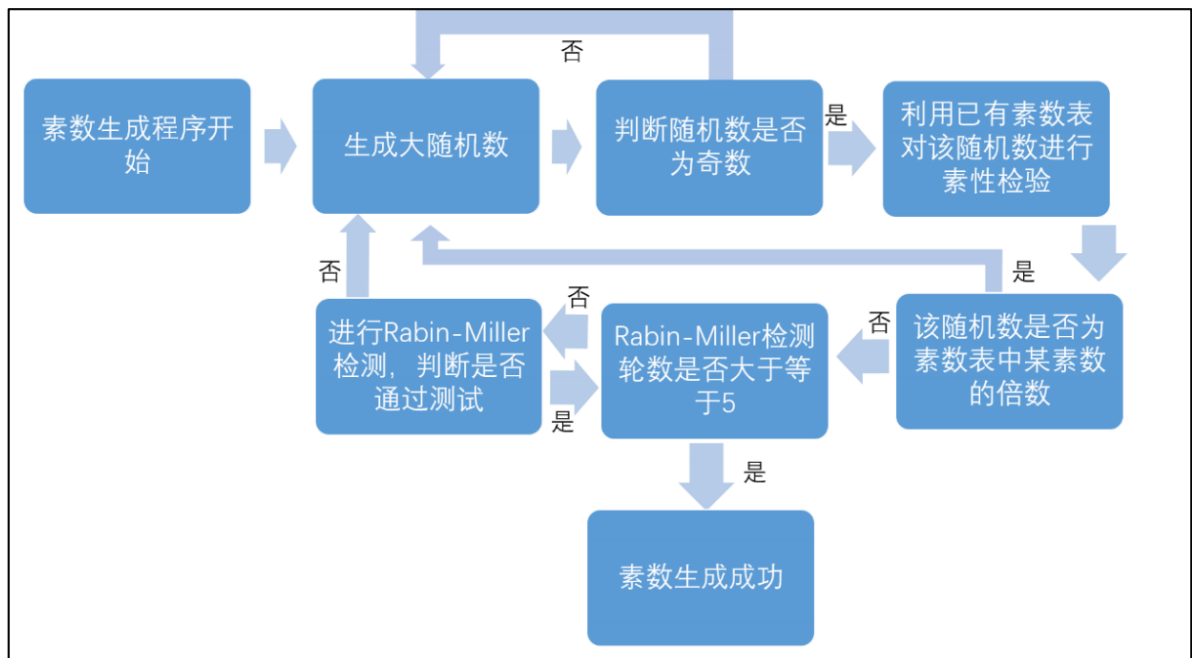 否
素数生成程序开
始
生成大随机数
判断随机数是否
为奇数
是
利用已有素数表
对该随机数进行
素性检验
否
进行Rabin-Miller
检测，判断是否
通过测试
否
是
Rabin-Miller检测
轮数是否大于等
于5
否
是
该随机数是否为
素数表中某素数
的倍数
是
素数生成成功